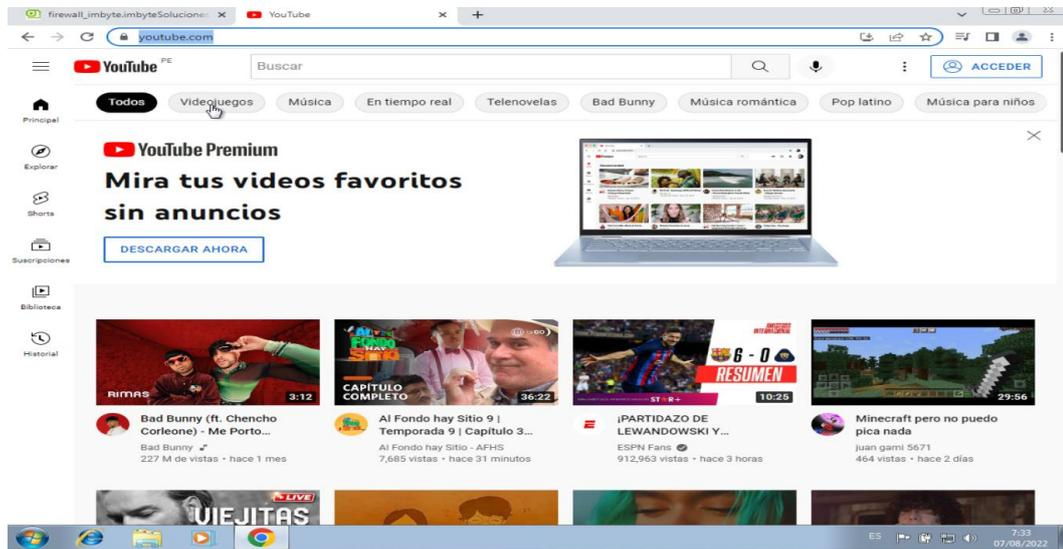 firewall_imbyte.imbyteSoluciones
YouTube
youtube.com
YouTube PE
Buscar
ACCEDER
Todos
Videojuegos
Música
En tiempo real
Telenovelas
Bad Bunny
Música romántica
Pop latino
Música para niños
Principal
Explorar
Shorts
Suscripciones
Biblioteca
Historial
YouTube Premium
Mira tus videos favoritos
sin anuncios
DESCARGAR AHORA
RIMAS
3:12
Bad Bunny (ft. Chencho
Corleone) - Me Porto...
Bad Bunny
227 M de vistas • hace 1 mes
AL FONDO HAY SITIO
CAPÍTULO
COMPLETO
36:22
Al Fondo hay Sitio 9 |
Temporada 9 | Capítulo 3...
Al Fondo hay Sitio - AFHS
7,685 vistas • hace 31 minutos
6 - 0
RESUMEN
ST★R+
10:25
¡PARTIDAZO DE
LEWANDOWSKI Y...
ESPN Fans
912,963 vistas • hace 3 horas
29:56
Minecraft pero no puedo
pica nada
juan gami 5671
464 vistas • hace 2 días
LIVE
VIEJITAS
ES
7:33
07/08/2022